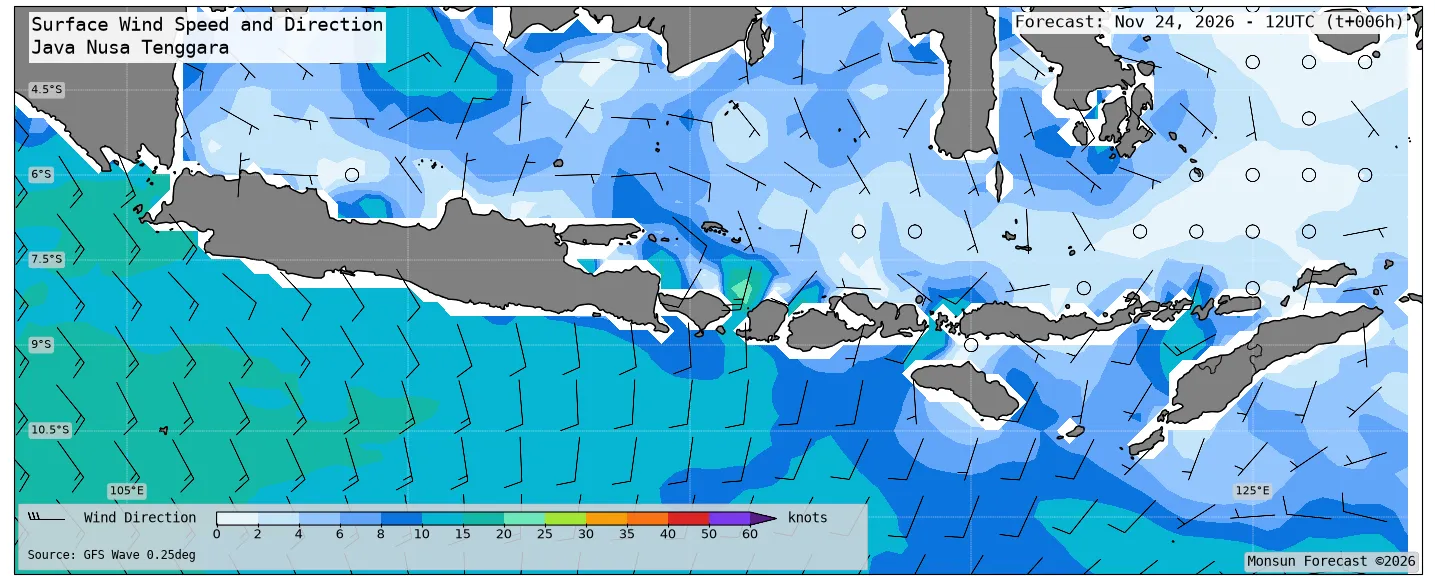 Surface Wind Speed and Direction
Java Nusa Tenggara
Forecast: Nov 24, 2026 - 12UTC (t+006h)
4.5°S
6°S
7.5°S
9°S
10.5°S
105°E
125°E
Wind Direction
knots
0 2 4 6 8 10 15 20 25 30 35 40 50 60
Source: GFS Wave 0.25deg
Monsun Forecast ©2026